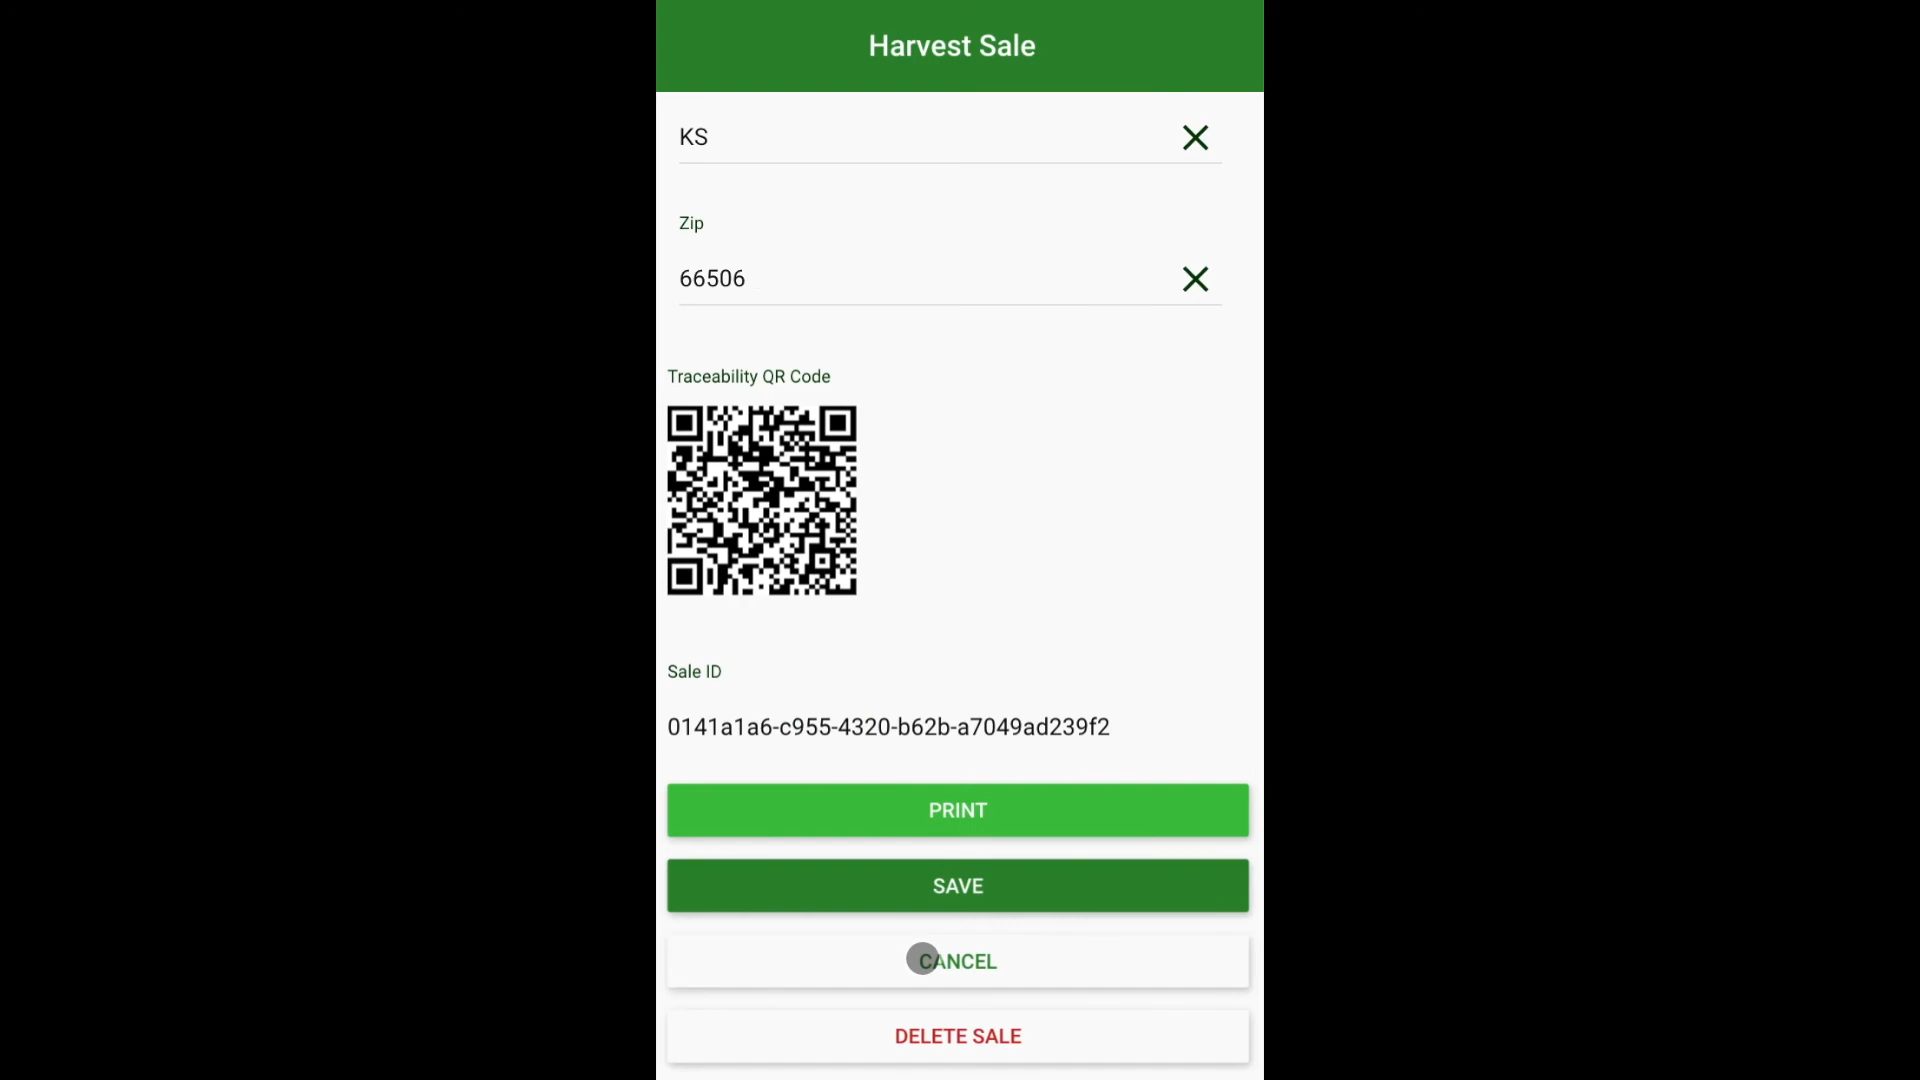 Harvest Sale
KS
Zip
66506
Traceability QR Code
Sale ID
0141a1a6-c955-4320-b62b-a7049ad239f2
PRINT
SAVE
CANCEL
DELETE SALE